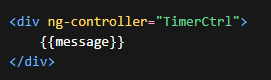 <div ng-controller="TimerCtrl">
    {{message}}
</div>